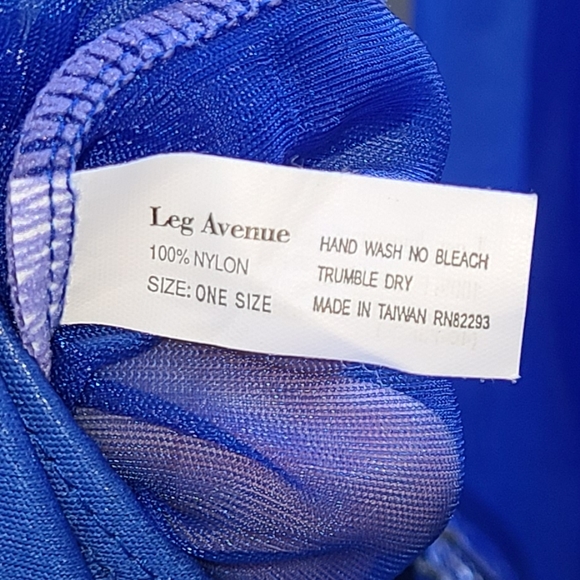 Leg Avenue
100% NYLON
SIZE: ONE SIZE
HAND WASH NO BLEACH
TRUMBLE DRY
MADE IN TAIWAN RN82293